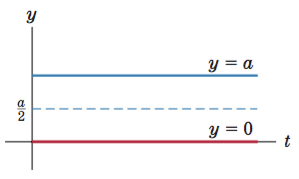 y
y = a
a/2
y = 0
t